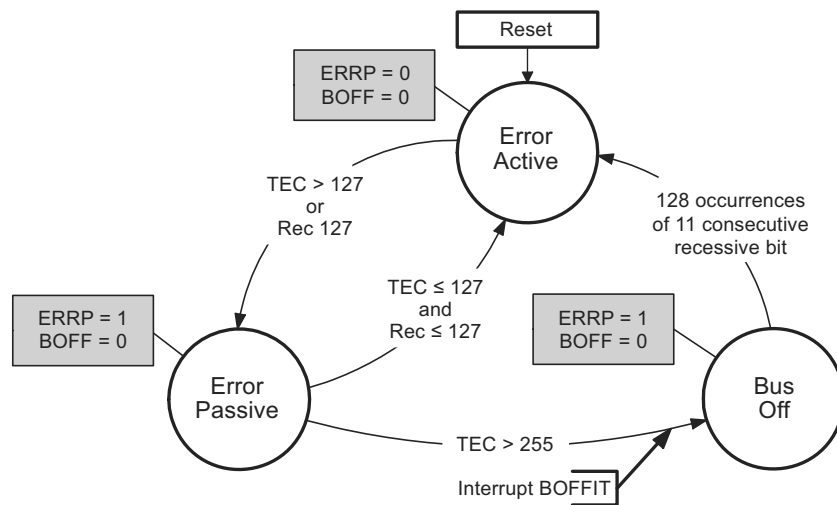 Reset
ERRP = 0
BOFF = 0
Error
Active
TEC > 127
or
Rec 127
128 occurrences
of 11 consecutive
recessive bit
TEC ≤ 127
and
Rec ≤ 127
ERRP = 1
BOFF = 0
ERRP = 1
BOFF = 0
Error
Passive
Bus
Off
TEC > 255
Interrupt BOFFIT